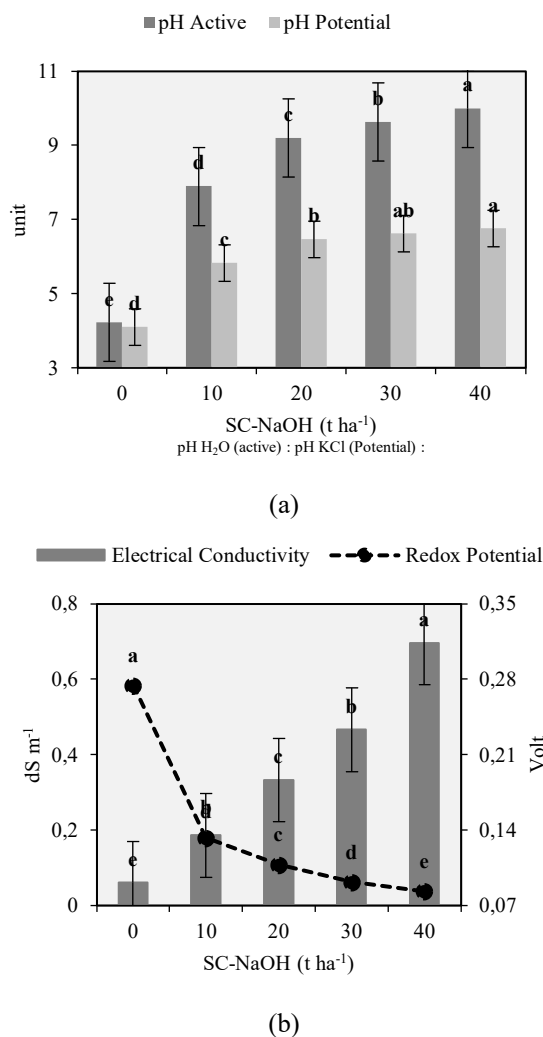 pH Active pH Potential
11
9
7
5
3
unit
e d
d c
c b
b ab
a a
0 10 20 30 40
SC-NaOH (t ha⁻¹)
pH H₂O (active) : pH KCl (Potential) :
(a)
Electrical Conductivity Redox Potential
0,8 0,35
0,6 0,28
0,4 0,21
0,2 0,14
0 0,07
dS m⁻¹
Volt
a
e
b
d
c
c
b
d
a
e
0 10 20 30 40
SC-NaOH (t ha⁻¹)
(b)